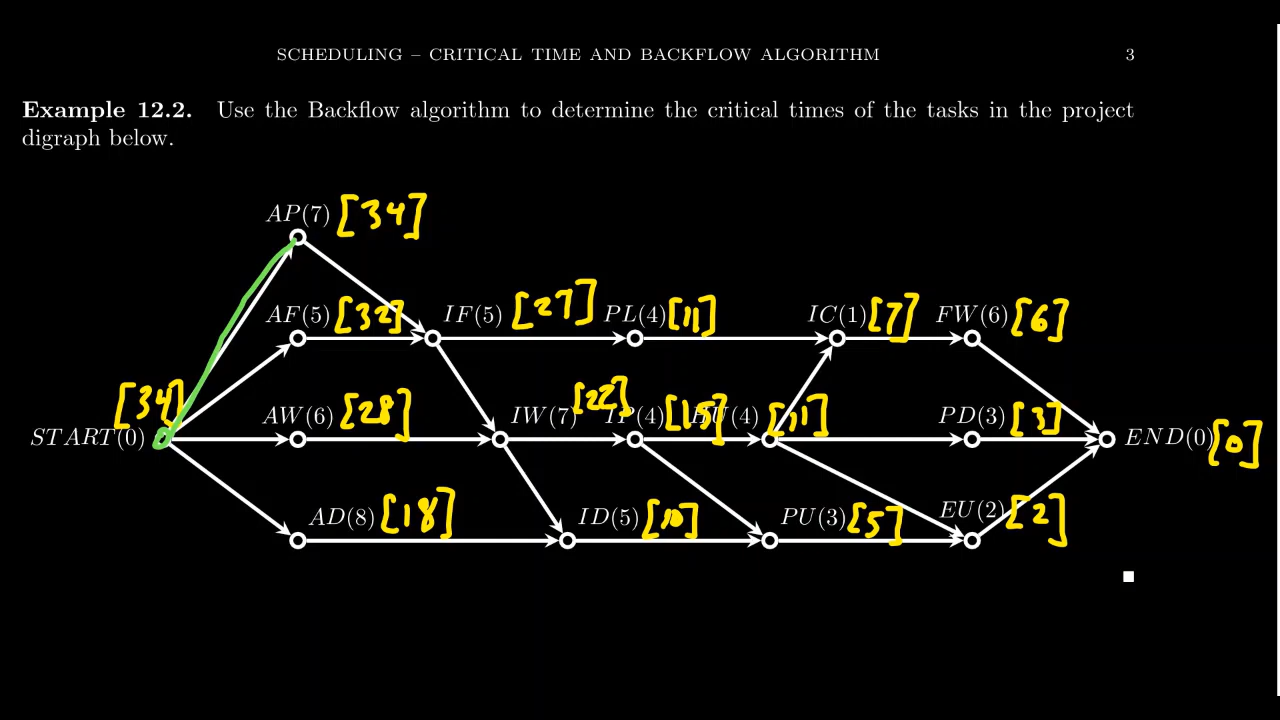 SCHEDULING – CRITICAL TIME AND BACKFLOW ALGORITHM 3
Example 12.2. Use the Backflow algorithm to determine the critical times of the tasks in the project
digraph below.
AP(7) [34]
AF(5) [32] IF(5) [27] PL(4) [11] IC(1) [7] FW(6) [6]
START(0) [34] AW(6) [28] IW(7) [22] IP(4) [15] HU(4) [11] PD(3) [3] END(0) [0]
AD(8) [18] ID(5) [10] PU(3) [5] EU(2) [2]